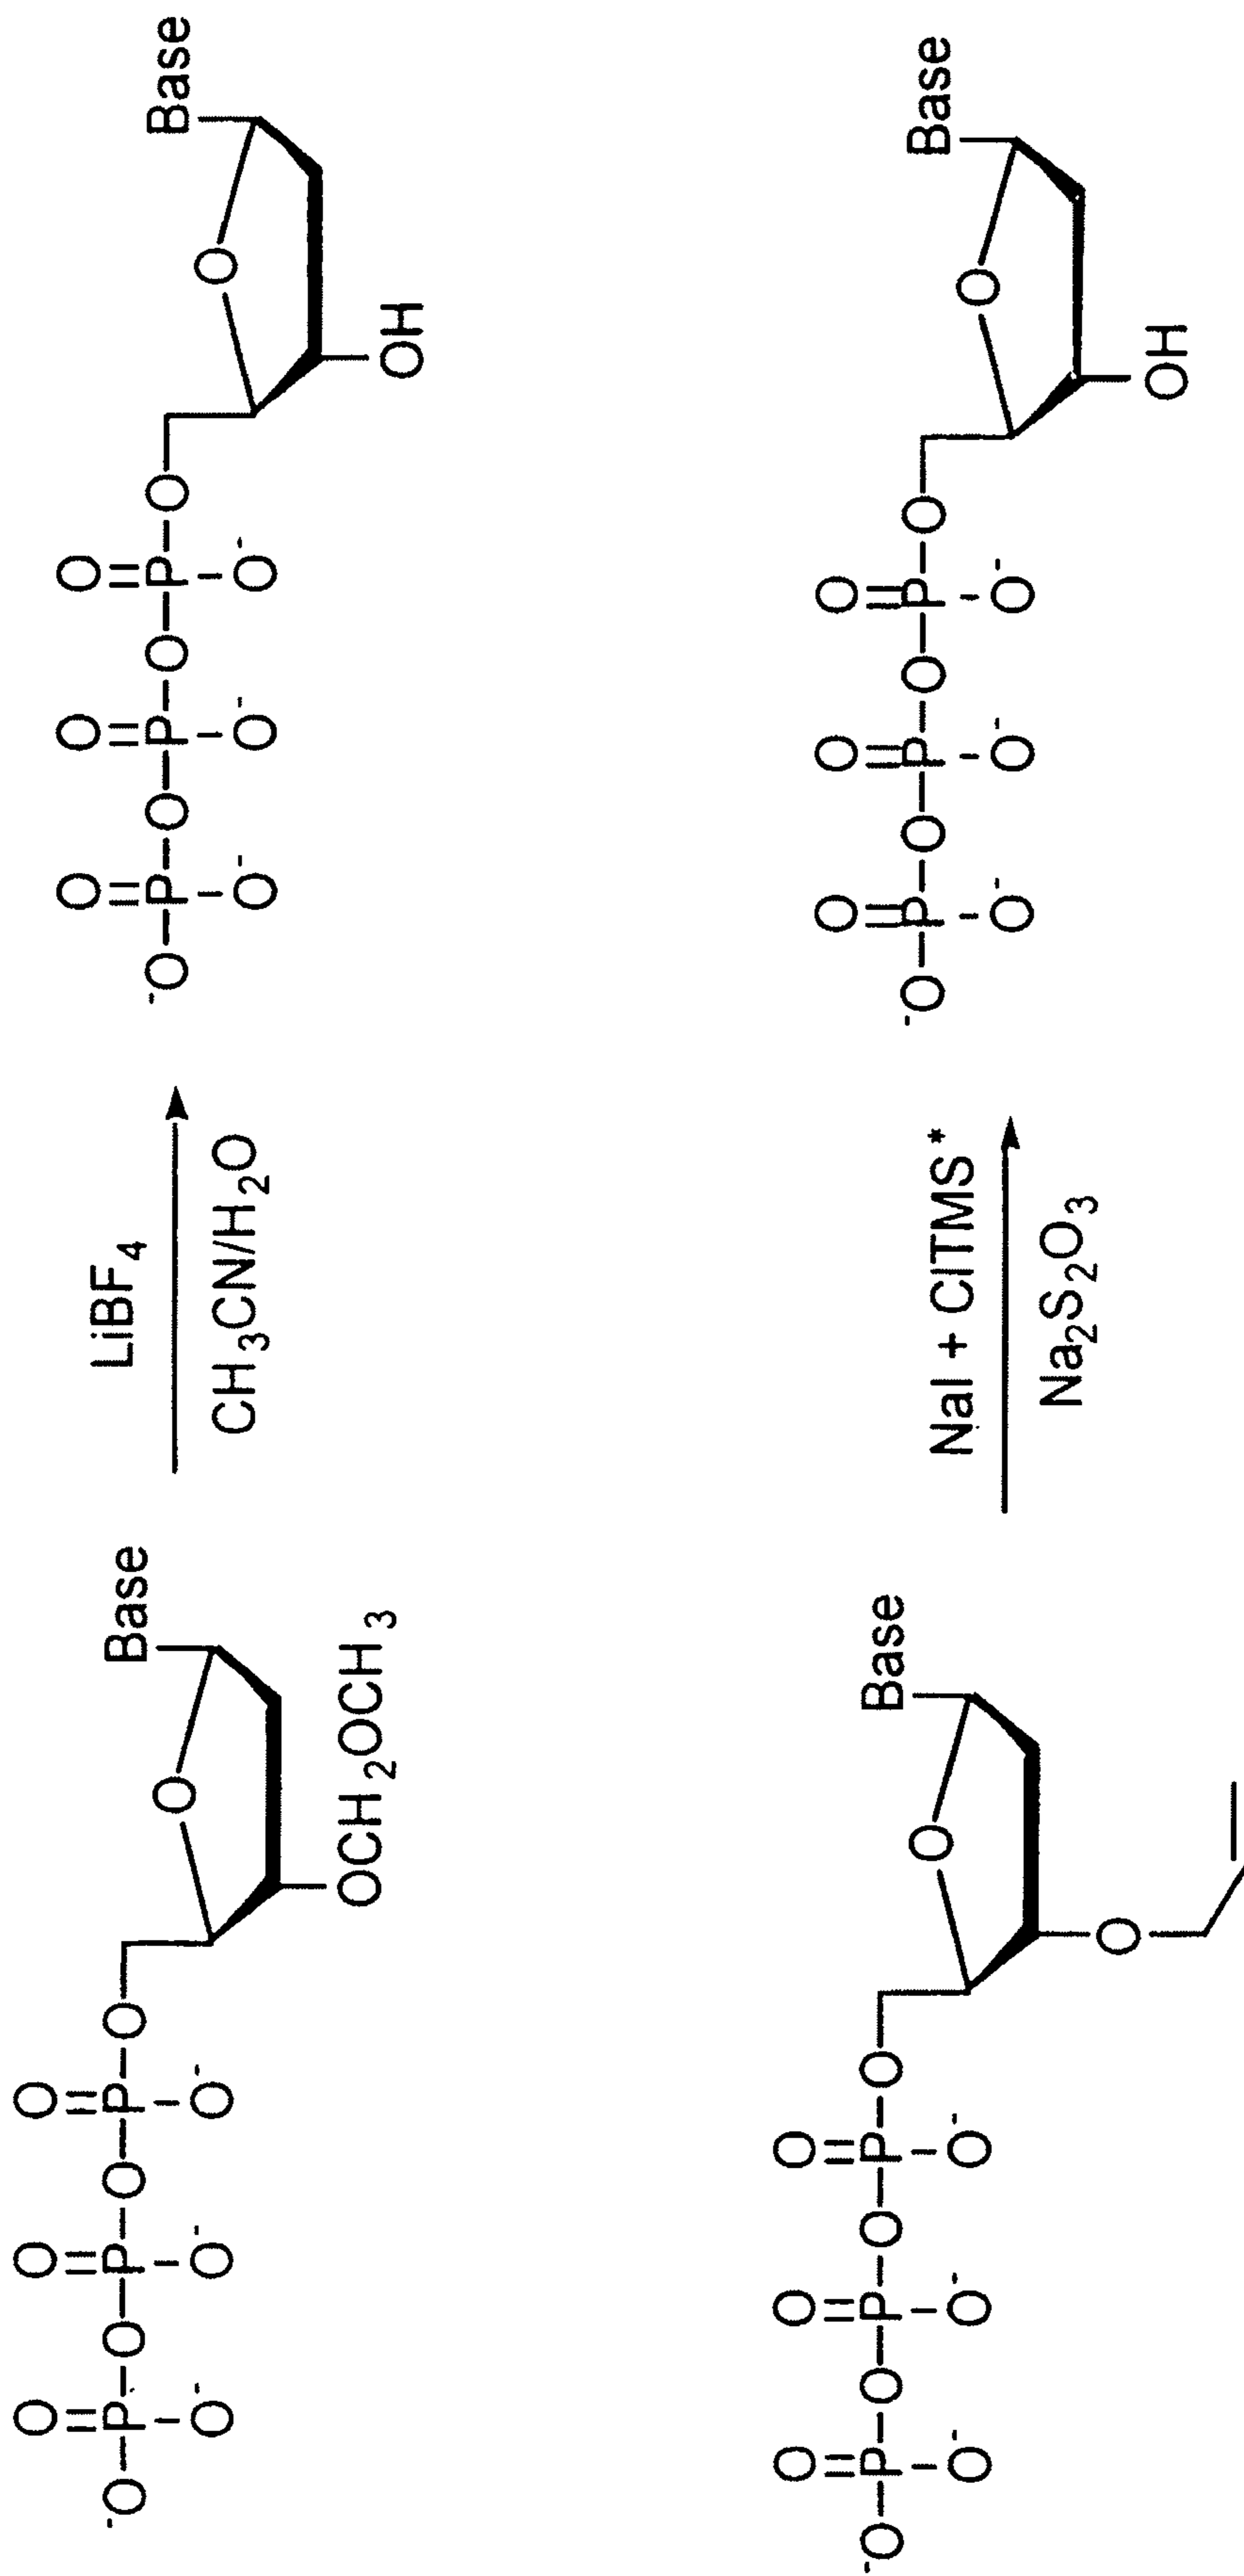 O O O
⁻O P O P O P O Base
O⁻ O⁻ O⁻ O
OCH₂OCH₃
LiBF₄
CH₃CN/H₂O
O O O
⁻O P O P O P O Base
O⁻ O⁻ O⁻ O
OH
O O O
⁻O P O P O P O Base
O⁻ O⁻ O⁻ O
O
NaI + ClTMS*
Na₂S₂O₃
O O O
⁻O P O P O P O Base
O⁻ O⁻ O⁻ O
OH